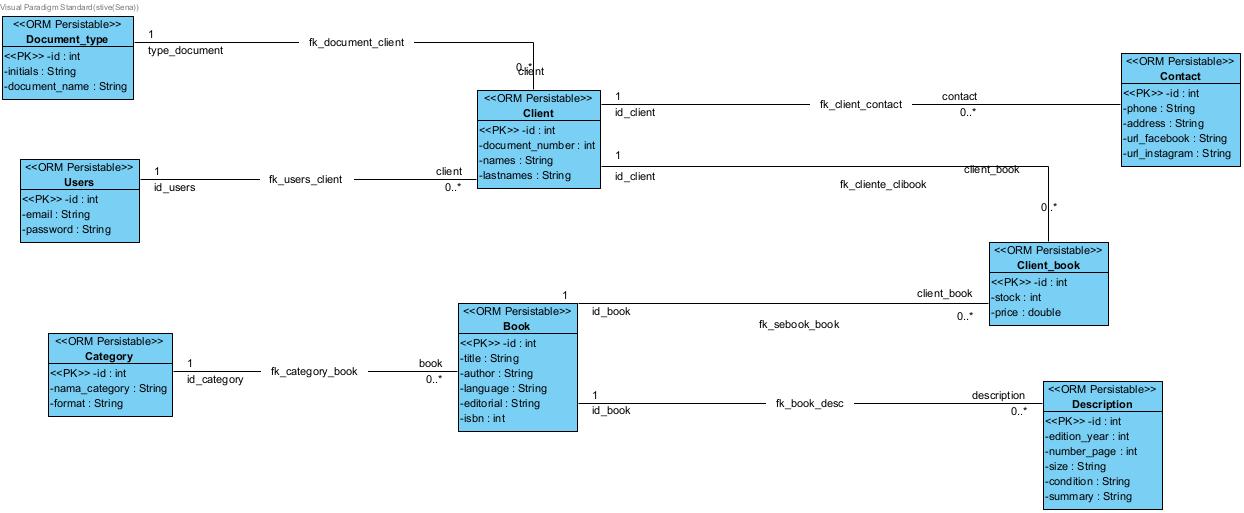 Visual Paradigm Standard(stive(Sena))
<<ORM Persistable>>
Document_type
<<PK>> -id : int
-initials : String
-document_name : String
1
type_document
fk_document_client
0..*
client
<<ORM Persistable>>
Client
<<PK>> -id : int
-document_number : int
-names : String
-lastnames : String
1
id_client
fk_client_contact
contact
0..*
<<ORM Persistable>>
Contact
<<PK>> -id : int
-phone : String
-address : String
-url_facebook : String
-url_instagram : String
1
id_client
fk_cliente_clibook
client_book
0..*
<<ORM Persistable>>
Users
<<PK>> -id : int
-email : String
-password : String
1
id_users
fk_users_client
client
0..*
<<ORM Persistable>>
Client_book
<<PK>> -id : int
-stock : int
-price : double
1
id_book
fk_sebook_book
client_book
0..*
<<ORM Persistable>>
Book
<<PK>> -id : int
-title : String
-author : String
-language : String
-editorial : String
-isbn : int
<<ORM Persistable>>
Category
<<PK>> -id : int
-nama_category : String
-format : String
1
id_category
fk_category_book
book
0..*
1
id_book
fk_book_desc
description
0..*
<<ORM Persistable>>
Description
<<PK>> -id : int
-edition_year : int
-number_page : int
-size : String
-condition : String
-summary : String